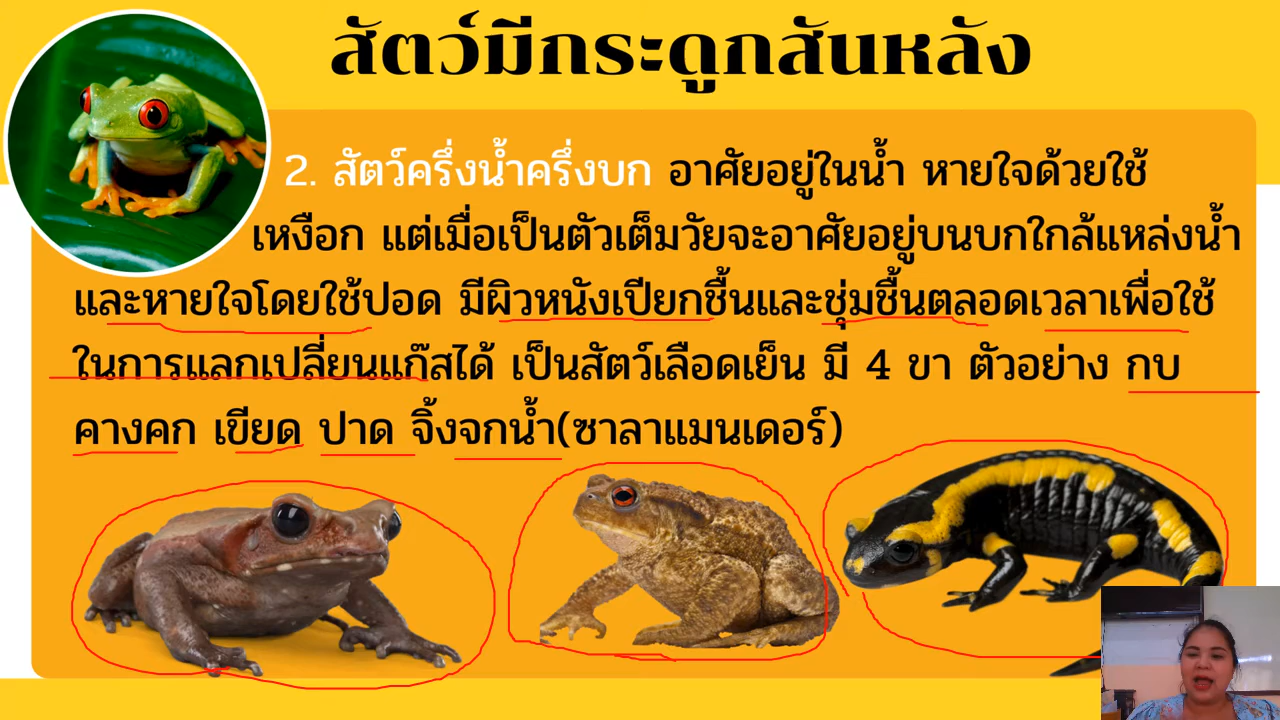 สัตว์มีกระดูกสันหลัง
2. สัตว์ครึ่งน้ำครึ่งบก อาศัยอยู่ในน้ำ หายใจด้วยใช้
เหงือก แต่เมื่อเป็นตัวเต็มวัยจะอาศัยอยู่บนบกใกล้แหล่งน้ำ
และหายใจโดยใช้ปอด มีผิวหนังเปียกชื้นและชุ่มชื้นตลอดเวลาเพื่อใช้
ในการแลกเปลี่ยนแก๊สได้ เป็นสัตว์เลือดเย็น มี 4 ขา ตัวอย่าง กบ
คางคก เขียด ปาด จิ้งจกน้ำ(ซาลาแมนเดอร์)